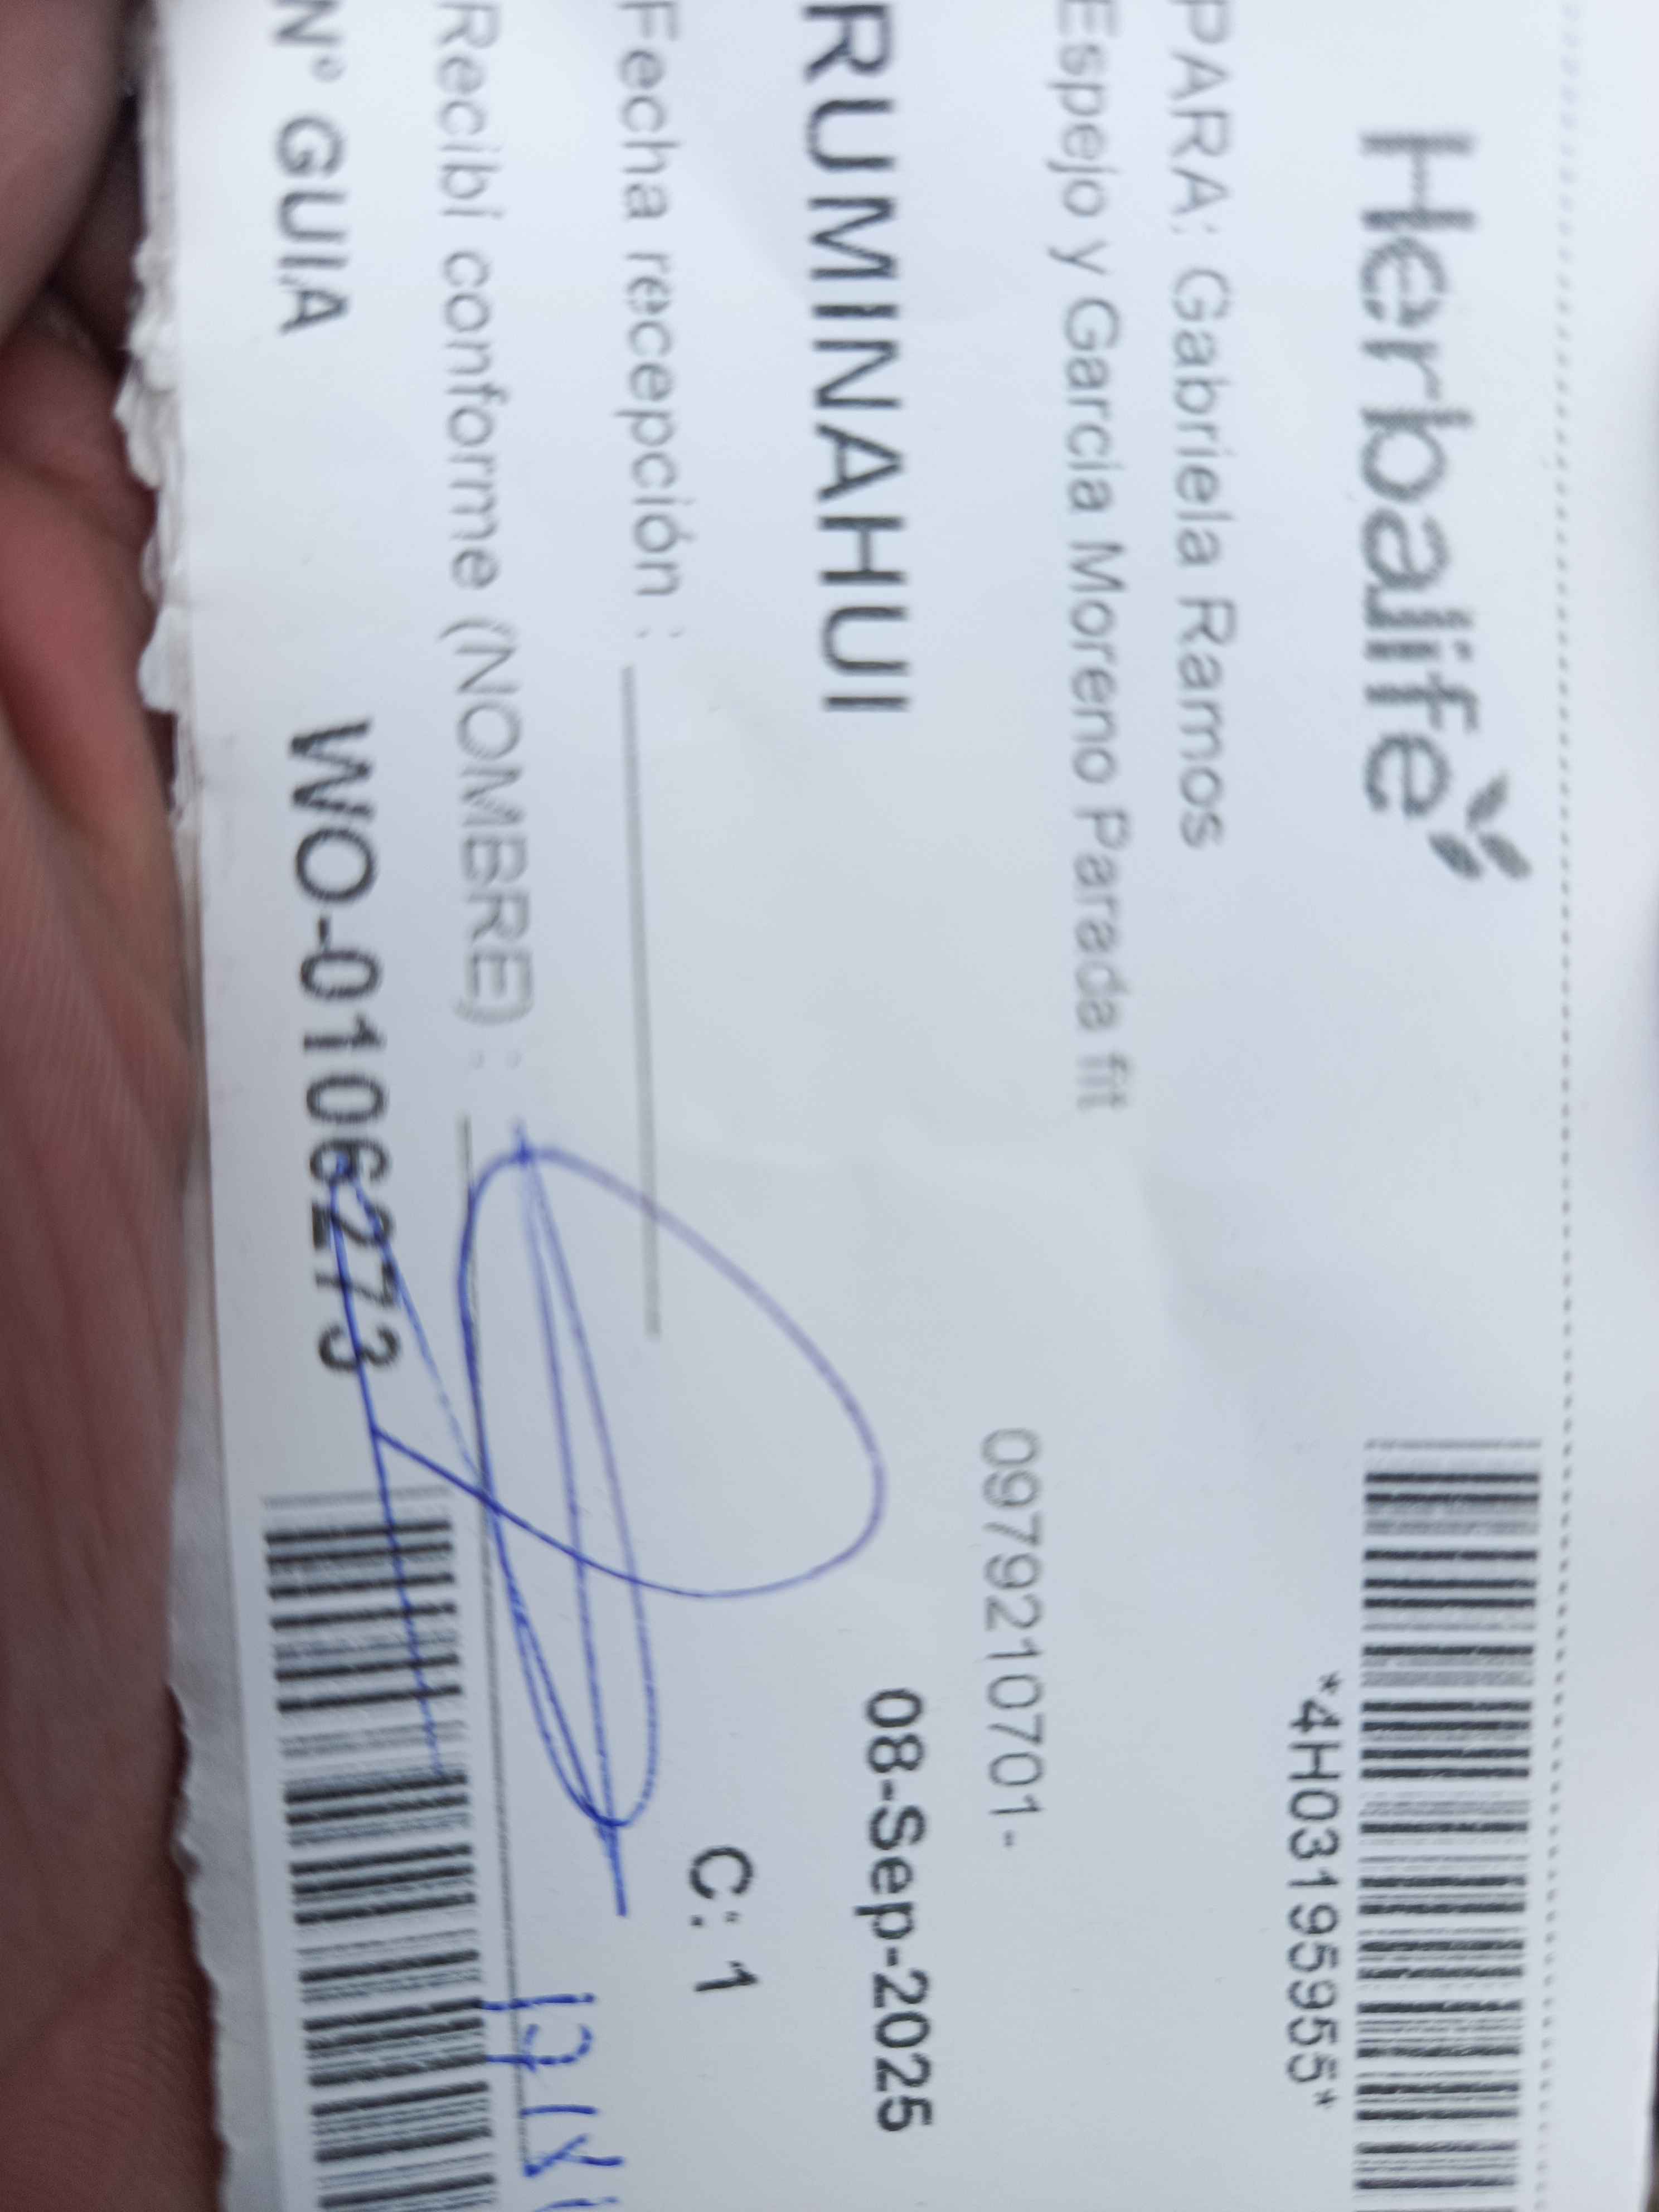 Herbalife
*4H03195955*
PARA: Gabriela Ramos
Espejo y Garcia Moreno Parada fit
0979210701-
RUMINAHUI
08-Sep-2025
C: 1
Fecha recepción :
Recibí conforme (NOMBRE) :
N° GUIA WO-0106273